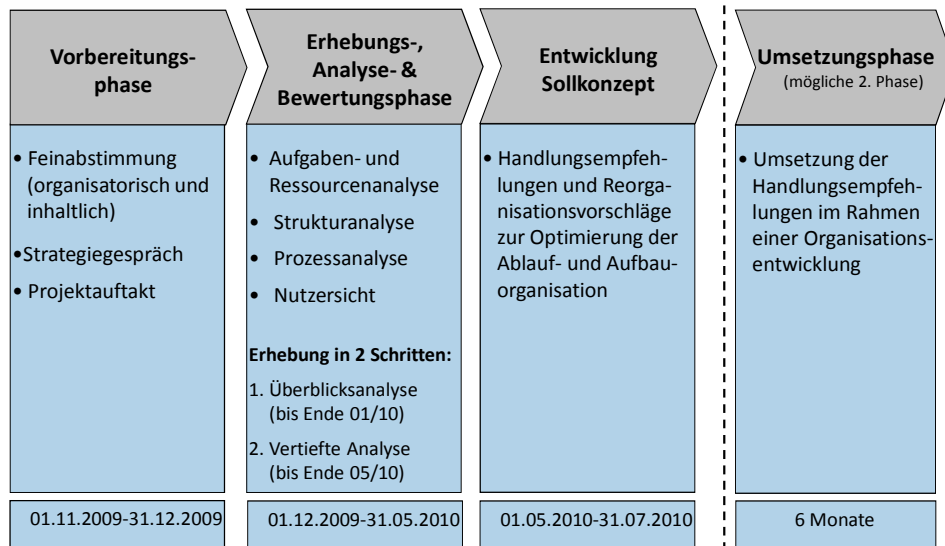 Vorbereitungs-
phase
Erhebungs-,
Analyse- &
Bewertungsphase
Entwicklung
Sollkonzept
Umsetzungsphase
(mögliche 2. Phase)
• Feinabstimmung
(organisatorisch und
inhaltlich)
•Strategiegespräch
• Projektauftakt
• Aufgaben- und
Ressourcenanalyse
• Strukturanalyse
• Prozessanalyse
• Nutzersicht
Erhebung in 2 Schritten:
1. Überblicksanalyse
(bis Ende 01/10)
2. Vertiefte Analyse
(bis Ende 05/10)
• Handlungsempfeh-
lungen und Reorga-
nisationsvorschläge
zur Optimierung der
Ablauf- und Aufbau-
organisation
• Umsetzung der
Handlungsempfeh-
lungen im Rahmen
einer Organisations-
entwicklung
01.11.2009-31.12.2009
01.12.2009-31.05.2010
01.05.2010-31.07.2010
6 Monate